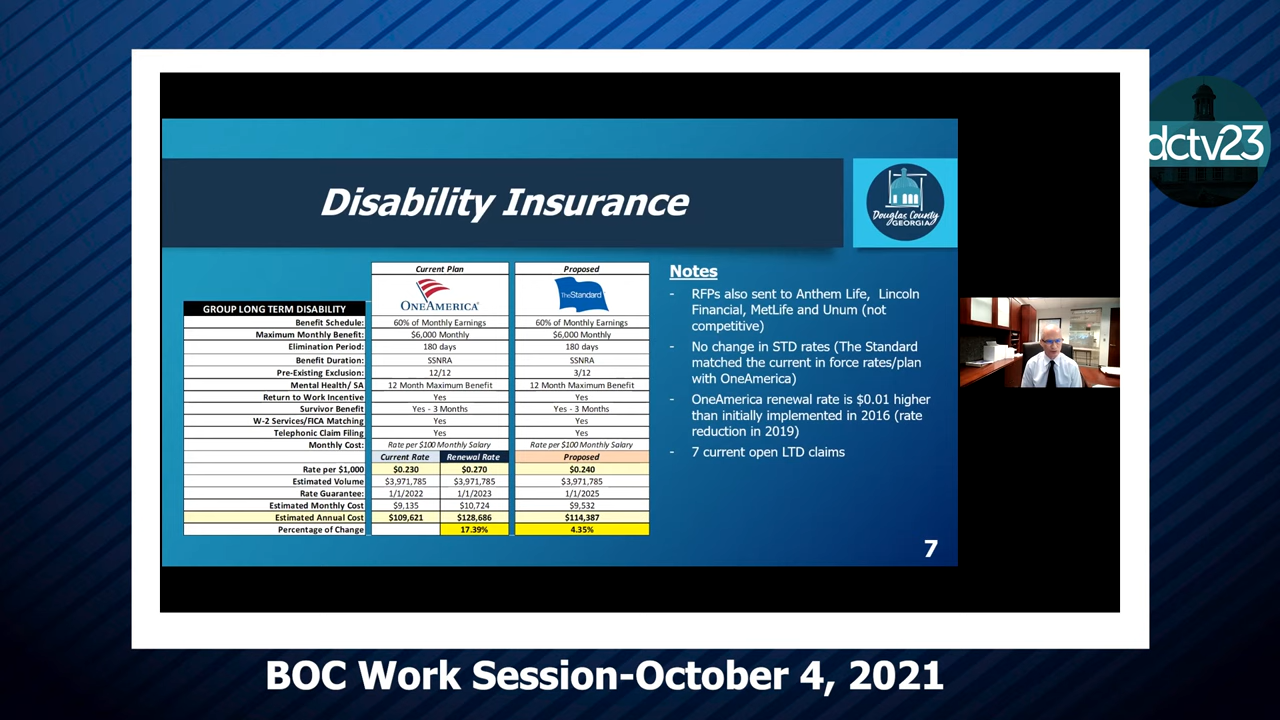 dctv23
Disability Insurance
Douglas County
GEORGIA
Current Plan Proposed
ONEAMERICA® TheStandard
GROUP LONG TERM DISABILITY
Benefit Schedule: 60% of Monthly Earnings 60% of Monthly Earnings
Maximum Monthly Benefit: $6,000 Monthly $6,000 Monthly
Elimination Period: 180 days 180 days
Benefit Duration: SSNRA SSNRA
Pre-Existing Exclusion: 12/12 3/12
Mental Health/ SA 12 Month Maximum Benefit 12 Month Maximum Benefit
Return to Work Incentive Yes Yes
Survivor Benefit Yes - 3 Months Yes - 3 Months
W-2 Services/FICA Matching Yes Yes
Telephonic Claim Filing Yes Yes
Monthly Cost: Rate per $100 Monthly Salary Rate per $100 Monthly Salary
Current Rate Renewal Rate Proposed
Rate per $1,000 $0.230 $0.270 $0.240
Estimated Volume $3,971,785 $3,971,785 $3,971,785
Rate Guarantee: 1/1/2022 1/1/2023 1/1/2025
Estimated Monthly Cost $9,135 $10,724 $9,532
Estimated Annual Cost $109,621 $128,686 $114,387
Percentage of Change 17.39% 4.35%
Notes
- RFPs also sent to Anthem Life, Lincoln
Financial, MetLife and Unum (not
competitive)
- No change in STD rates (The Standard
matched the current in force rates/plan
with OneAmerica)
- OneAmerica renewal rate is $0.01 higher
than initially implemented in 2016 (rate
reduction in 2019)
- 7 current open LTD claims
7
BOC Work Session-October 4, 2021